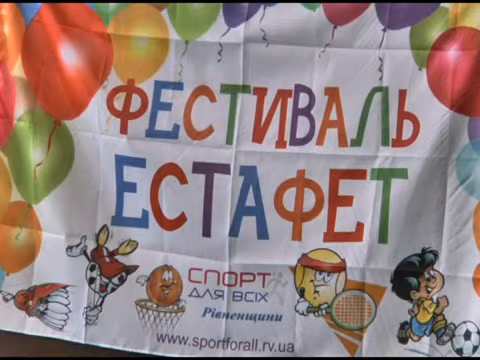 ФЕСТИВАЛЬ
ЕСТАФЕТ
СПОРТ
ДЛЯ ВСІХ
Рівненщини
www.sportforall.rv.ua